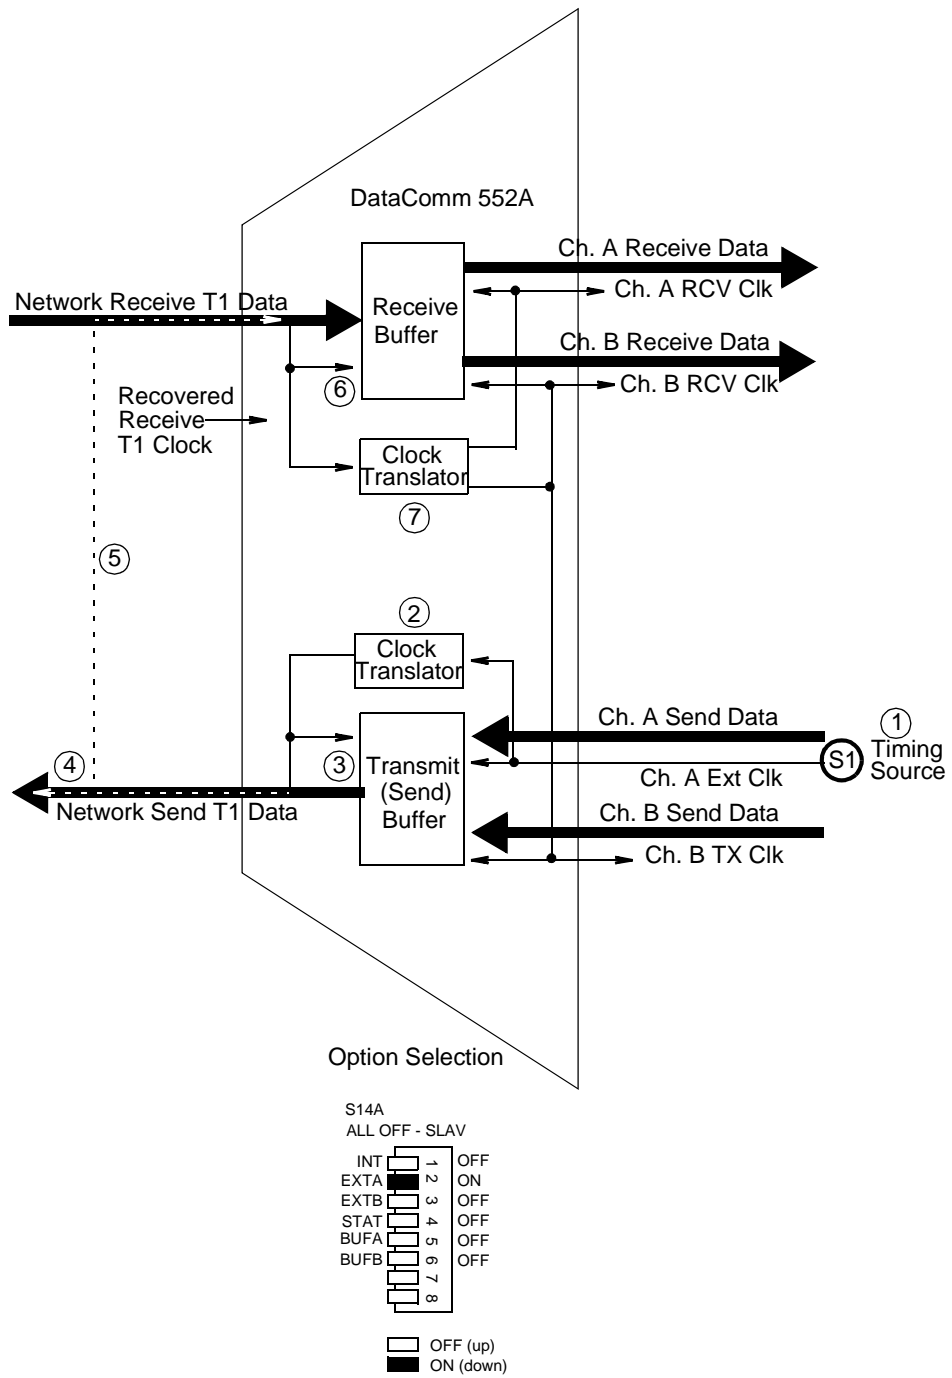 DataComm 552A
Ch. A Receive Data
Ch. A RCV Clk
Network Receive T1 Data
Receive
Buffer
Ch. B Receive Data
Ch. B RCV Clk
6
Recovered
Receive
T1 Clock
Clock
Translator
7
5
2
Clock
Translator
Ch. A Send Data
1
Timing
Source
S1
Ch. A Ext Clk
4
3
Transmit
(Send)
Buffer
Network Send T1 Data
Ch. B Send Data
Ch. B TX Clk
Option Selection
S14A
ALL OFF - SLAV
INT 1 OFF
EXTA 2 ON
EXTB 3 OFF
STAT 4 OFF
BUFA 5 OFF
BUFB 6 OFF
7
8
OFF (up)
ON (down)